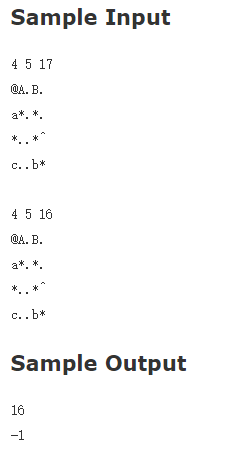 Sample Input
4 5 17
@A.B.
a*.*.
*..*^
c..b*

4 5 16
@A.B.
a*.*.
*..*^
c..b*
Sample Output
16
-1